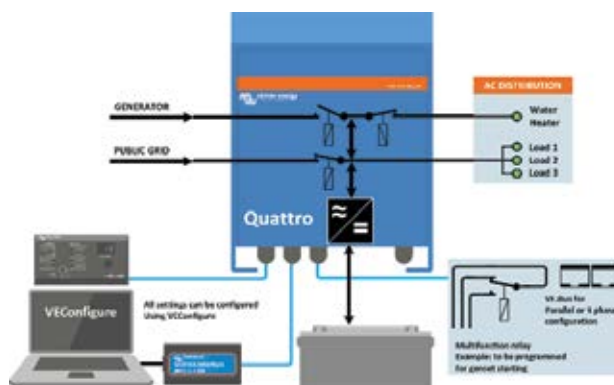 GENERATOR
PUBLIC GRID
Quattro
AC DISTRIBUTION
Water
Heater
Load 1
Load 2
Load 3
VEConfigure
All settings can be configured
Using VEConfigure
VE.Bus for
Parallel or 3 phase
configuration
Multifunction relay
Example: to be programmed
for genset starting